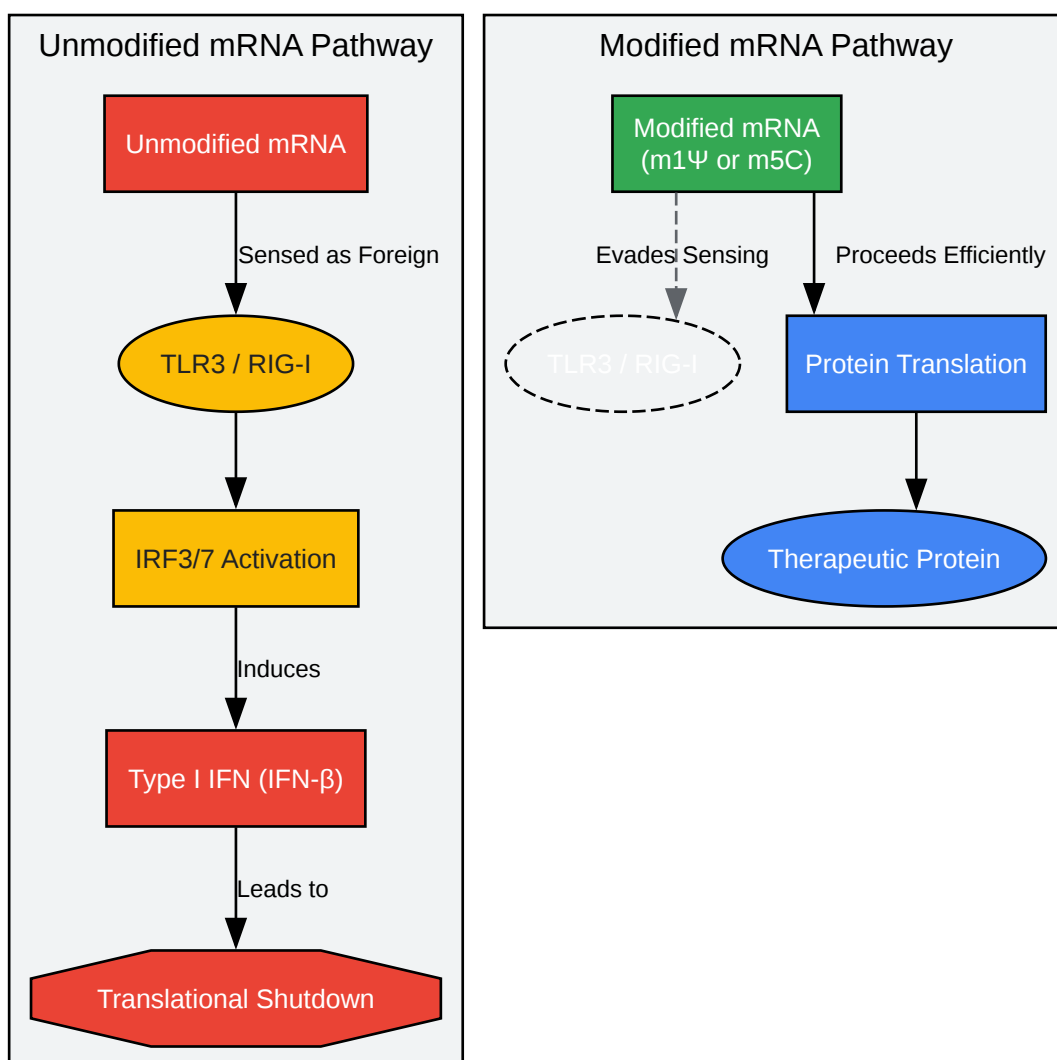 Unmodified mRNA Pathway
Unmodified mRNA
Sensed as Foreign
TLR3 / RIG-I
IRF3/7 Activation
Induces
Type I IFN (IFN-β)
Leads to
Translational Shutdown
Modified mRNA Pathway
Modified mRNA
(m1Ψ or m5C)
Evades Sensing
Proceeds Efficiently
TLR3 / RIG-I
Protein Translation
Therapeutic Protein